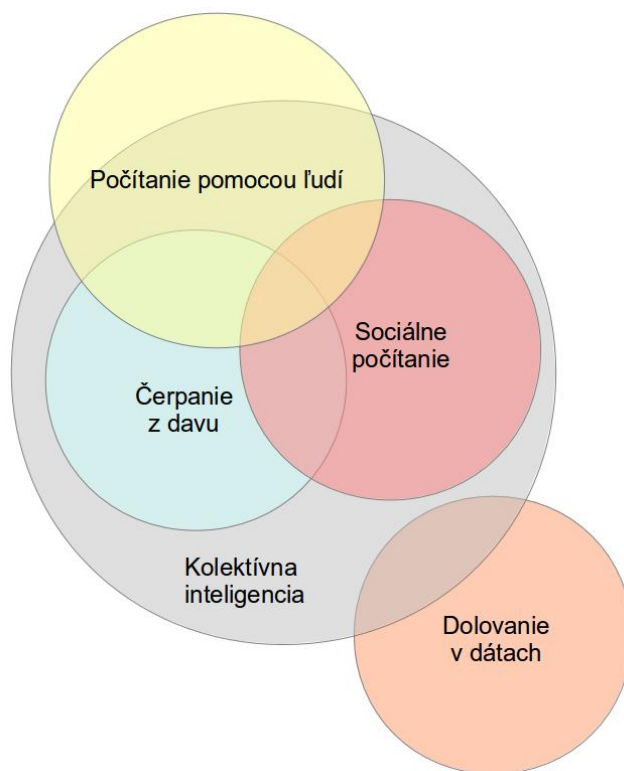 Počítanie pomocou ľudí
Sociálne
počítanie
Čerpanie
z davu
Kolektívna
inteligencia
Dolovanie
v dátach